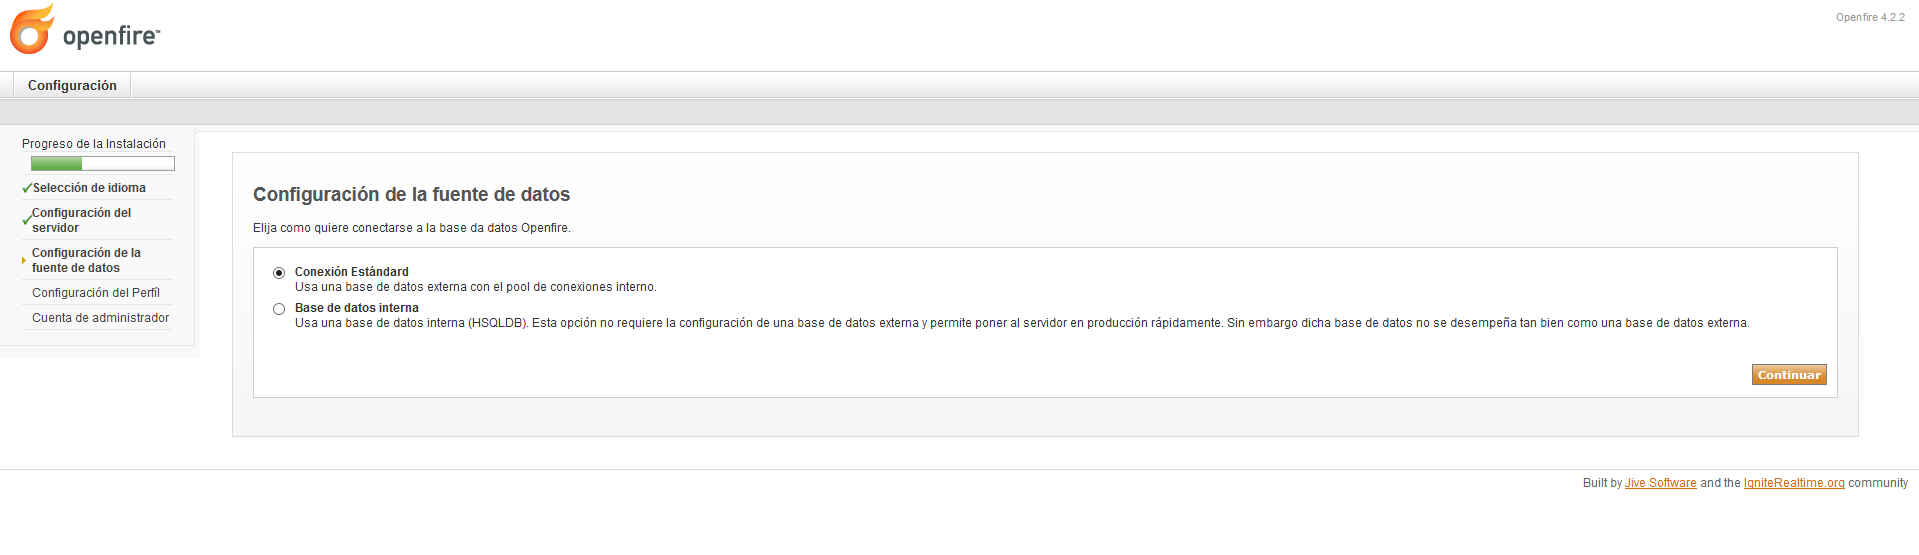 openfire™
Openfire 4.2.2
Configuración
Progreso de la Instalación
Selección de idioma
Configuración del
servidor
Configuración de la
fuente de datos
Configuración del Perfíl
Cuenta de administrador
Configuración de la fuente de datos
Elija como quiere conectarse a la base da datos Openfire.
Conexión Estándard
Usa una base de datos externa con el pool de conexiones interno.
Base de datos interna
Usa una base de datos interna (HSQLDB). Esta opción no requiere la configuración de una base de datos externa y permite poner al servidor en producción rápidamente. Sin embargo dicha base de datos no se desempeña tan bien como una base de datos externa.
Continuar
Built by Jive Software and the IgniteRealtime.org community